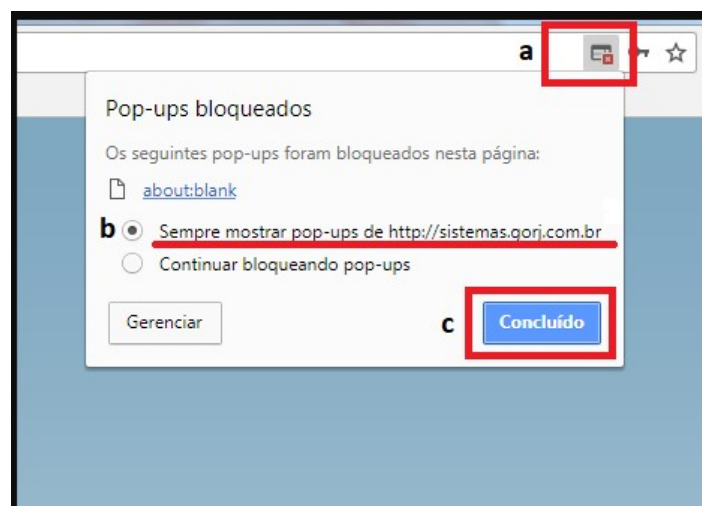 a
Pop-ups bloqueados
Os seguintes pop-ups foram bloqueados nesta página:
about:blank
b Sempre mostrar pop-ups de http://sistemas.qorj.com.br
Continuar bloqueando pop-ups
Gerenciar c Concluído